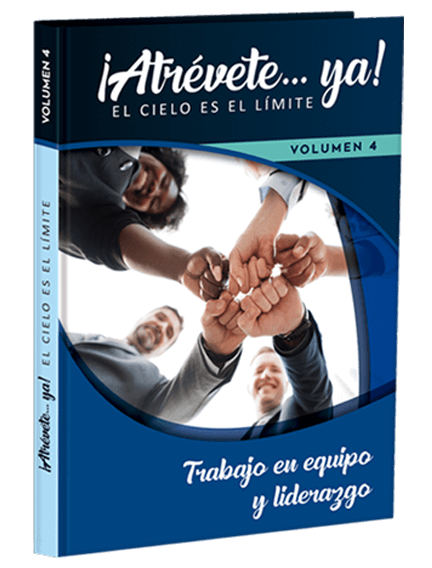 ¡Atrévete... ya!
EL CIELO ES EL LÍMITE
VOLUMEN 4
Trabajo en equipo
y liderazgo
VOLUMEN 4
¡Atrévete... ya! EL CIELO ES EL LÍMITE